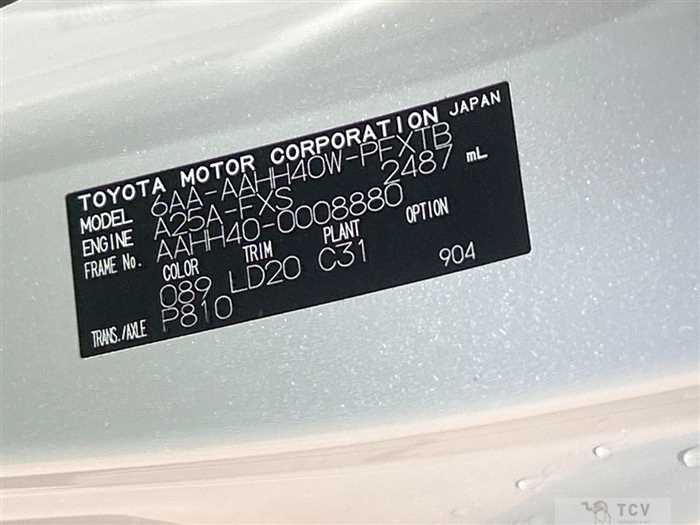 TOYOTA MOTOR CORPORATION JAPAN
MODEL 6AA-AAHH40W-PFXTB
ENGINE A25A-FXS 2487 mL
FRAME No. AAHH40-0008880
COLOR TRIM PLANT OPTION
089 LD20 C31 904
TRANS./AXLE P810
TCV